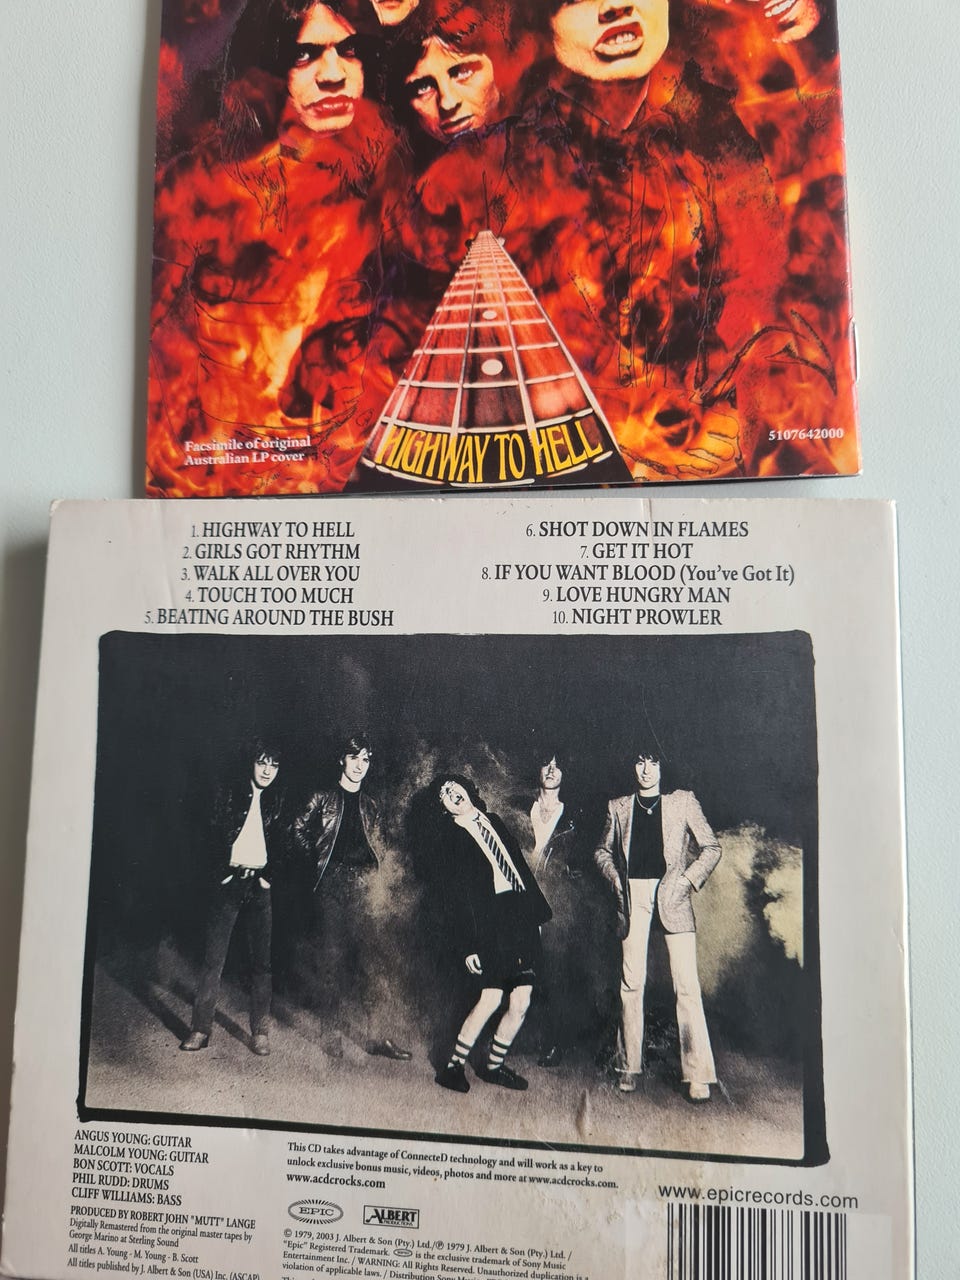 Facsimile of original
Australian LP cover
HIGHWAY TO HELL
5107642000
1. HIGHWAY TO HELL
2. GIRLS GOT RHYTHM
3. WALK ALL OVER YOU
4. TOUCH TOO MUCH
5. BEATING AROUND THE BUSH
6. SHOT DOWN IN FLAMES
7. GET IT HOT
8. IF YOU WANT BLOOD (You've Got It)
9. LOVE HUNGRY MAN
10. NIGHT PROWLER
ANGUS YOUNG: GUITAR
MALCOLM YOUNG: GUITAR
BON SCOTT: VOCALS
PHIL RUDD: DRUMS
CLIFF WILLIAMS: BASS
PRODUCED BY ROBERT JOHN "MUTT" LANGE
Digitally Remastered from the original master tapes by
George Marino at Sterling Sound
All titles A. Young - M. Young - B. Scott
All titles published by J. Albert & Son (USA) Inc. (ASCAP)
This CD takes advantage of ConnecteD technology and will work as a key to
unlock exclusive bonus music, videos, photos and more at www.acdcrocks.com.
www.acdcrocks.com
EPIC
ALBERT
PRODUCTIONS
© 1979, 2003 J. Albert & Son (Pty.) Ltd./℗ 1979 J. Albert & Son (Pty.) Ltd. /
"Epic" Registered Trademark. is the exclusive trademark of Sony Music
Entertainment Inc. / WARNING: All Rights Reserved. Unauthorized duplication is a
violation of applicable laws. / Distribution Sony Music
www.epicrecords.com